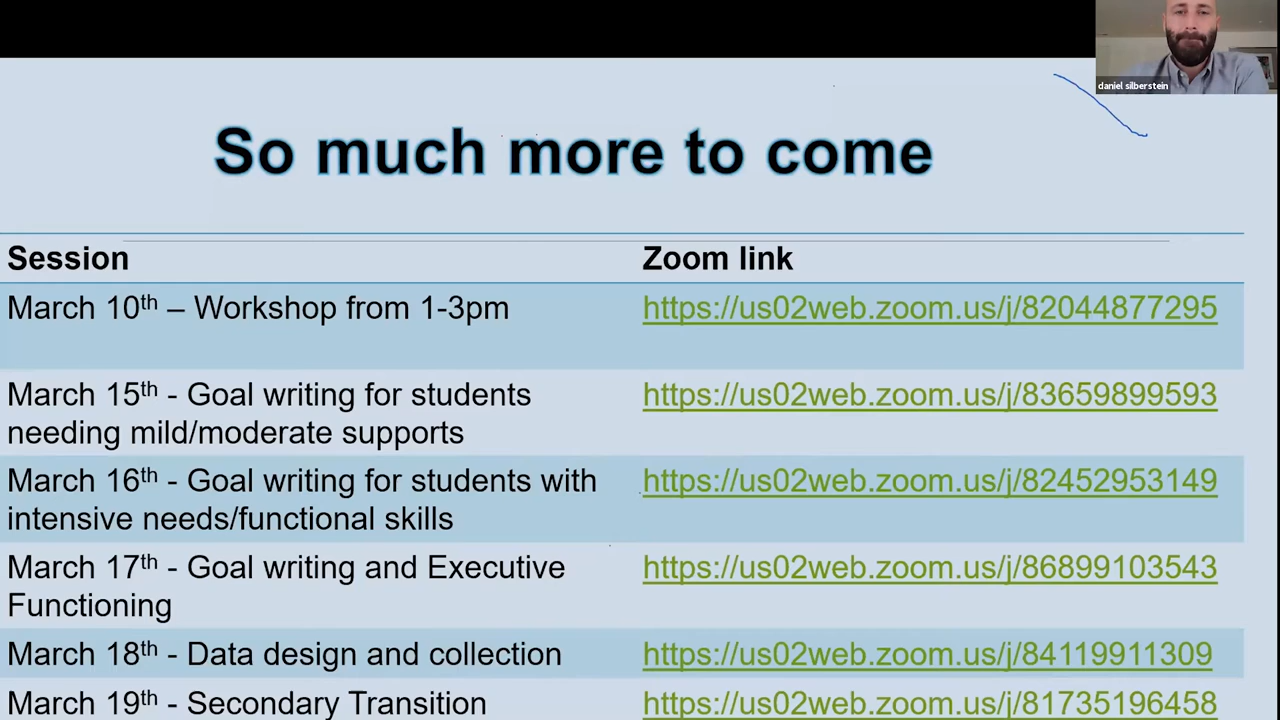 daniel silberstein
So much more to come
Session Zoom link
March 10th – Workshop from 1-3pm https://us02web.zoom.us/j/82044877295
March 15th - Goal writing for students https://us02web.zoom.us/j/83659899593
needing mild/moderate supports
March 16th - Goal writing for students with https://us02web.zoom.us/j/82452953149
intensive needs/functional skills
March 17th - Goal writing and Executive https://us02web.zoom.us/j/86899103543
Functioning
March 18th - Data design and collection https://us02web.zoom.us/j/84119911309
March 19th - Secondary Transition https://us02web.zoom.us/j/81735196458